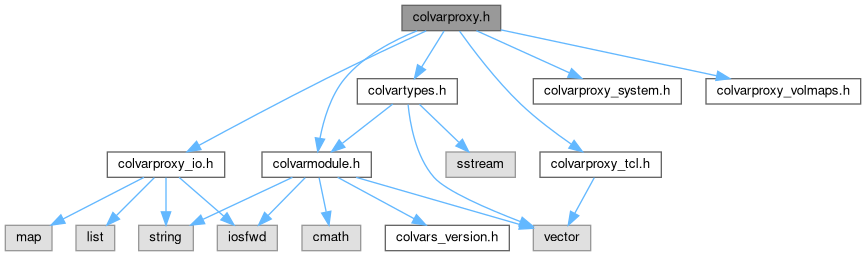 colvarproxy.h
colvartypes.h
colvarproxy_system.h
colvarproxy_volmaps.h
colvarproxy_io.h
colvarmodule.h
sstream
colvarproxy_tcl.h
map
list
string
iosfwd
cmath
colvars_version.h
vector